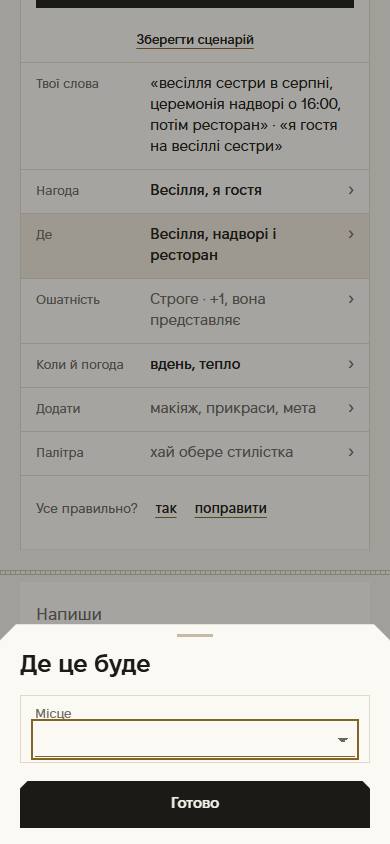 Зберегти сценарій
Твої слова
«весілля сестри в серпні,
церемонія надворі о 16:00,
потім ресторан» · «я гостя
на весіллі сестри»
Нагода
Весілля, я гостя
Де
Весілля, надворі і
ресторан
Ошатність
Строге · +1, вона
представляє
Коли й погода
вдень, тепло
Додати
макіяж, прикраси, мета
Палітра
хай обере стилістка
Усе правильно? так поправити
Напиши
Де це буде
Місце
Готово